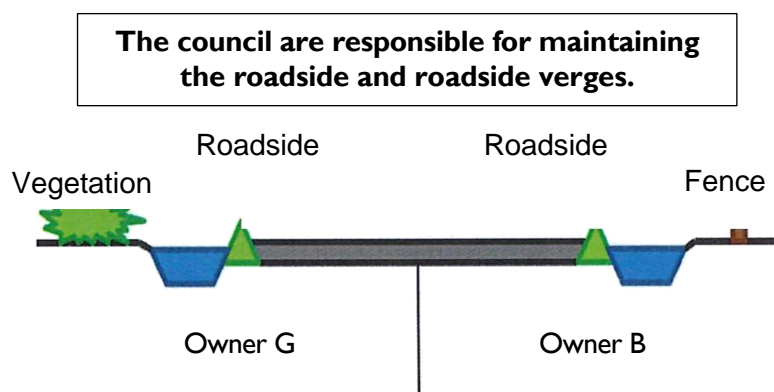 The council are responsible for maintaining
the roadside and roadside verges.
Roadside
Roadside
Vegetation
Fence
Owner G
Owner B